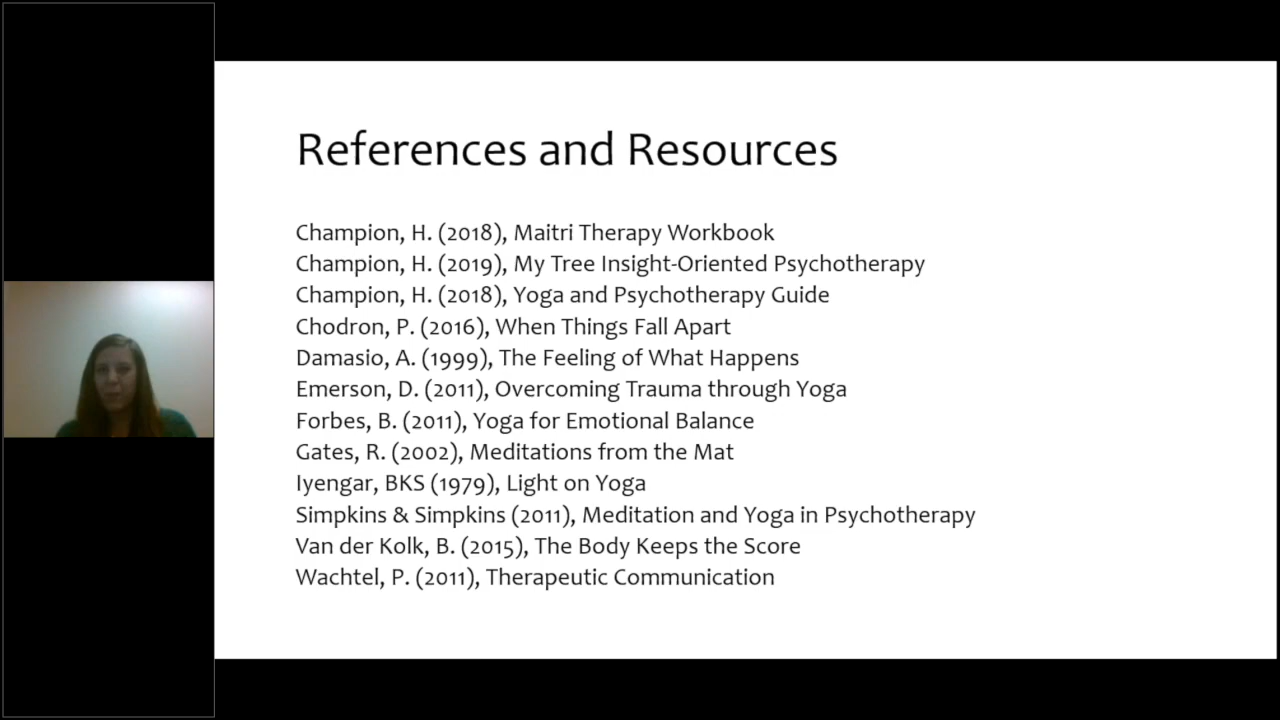 References and Resources
Champion, H. (2018), Maitri Therapy Workbook
Champion, H. (2019), My Tree Insight-Oriented Psychotherapy
Champion, H. (2018), Yoga and Psychotherapy Guide
Chodron, P. (2016), When Things Fall Apart
Damasio, A. (1999), The Feeling of What Happens
Emerson, D. (2011), Overcoming Trauma through Yoga
Forbes, B. (2011), Yoga for Emotional Balance
Gates, R. (2002), Meditations from the Mat
Iyengar, BKS (1979), Light on Yoga
Simpkins & Simpkins (2011), Meditation and Yoga in Psychotherapy
Van der Kolk, B. (2015), The Body Keeps the Score
Wachtel, P. (2011), Therapeutic Communication